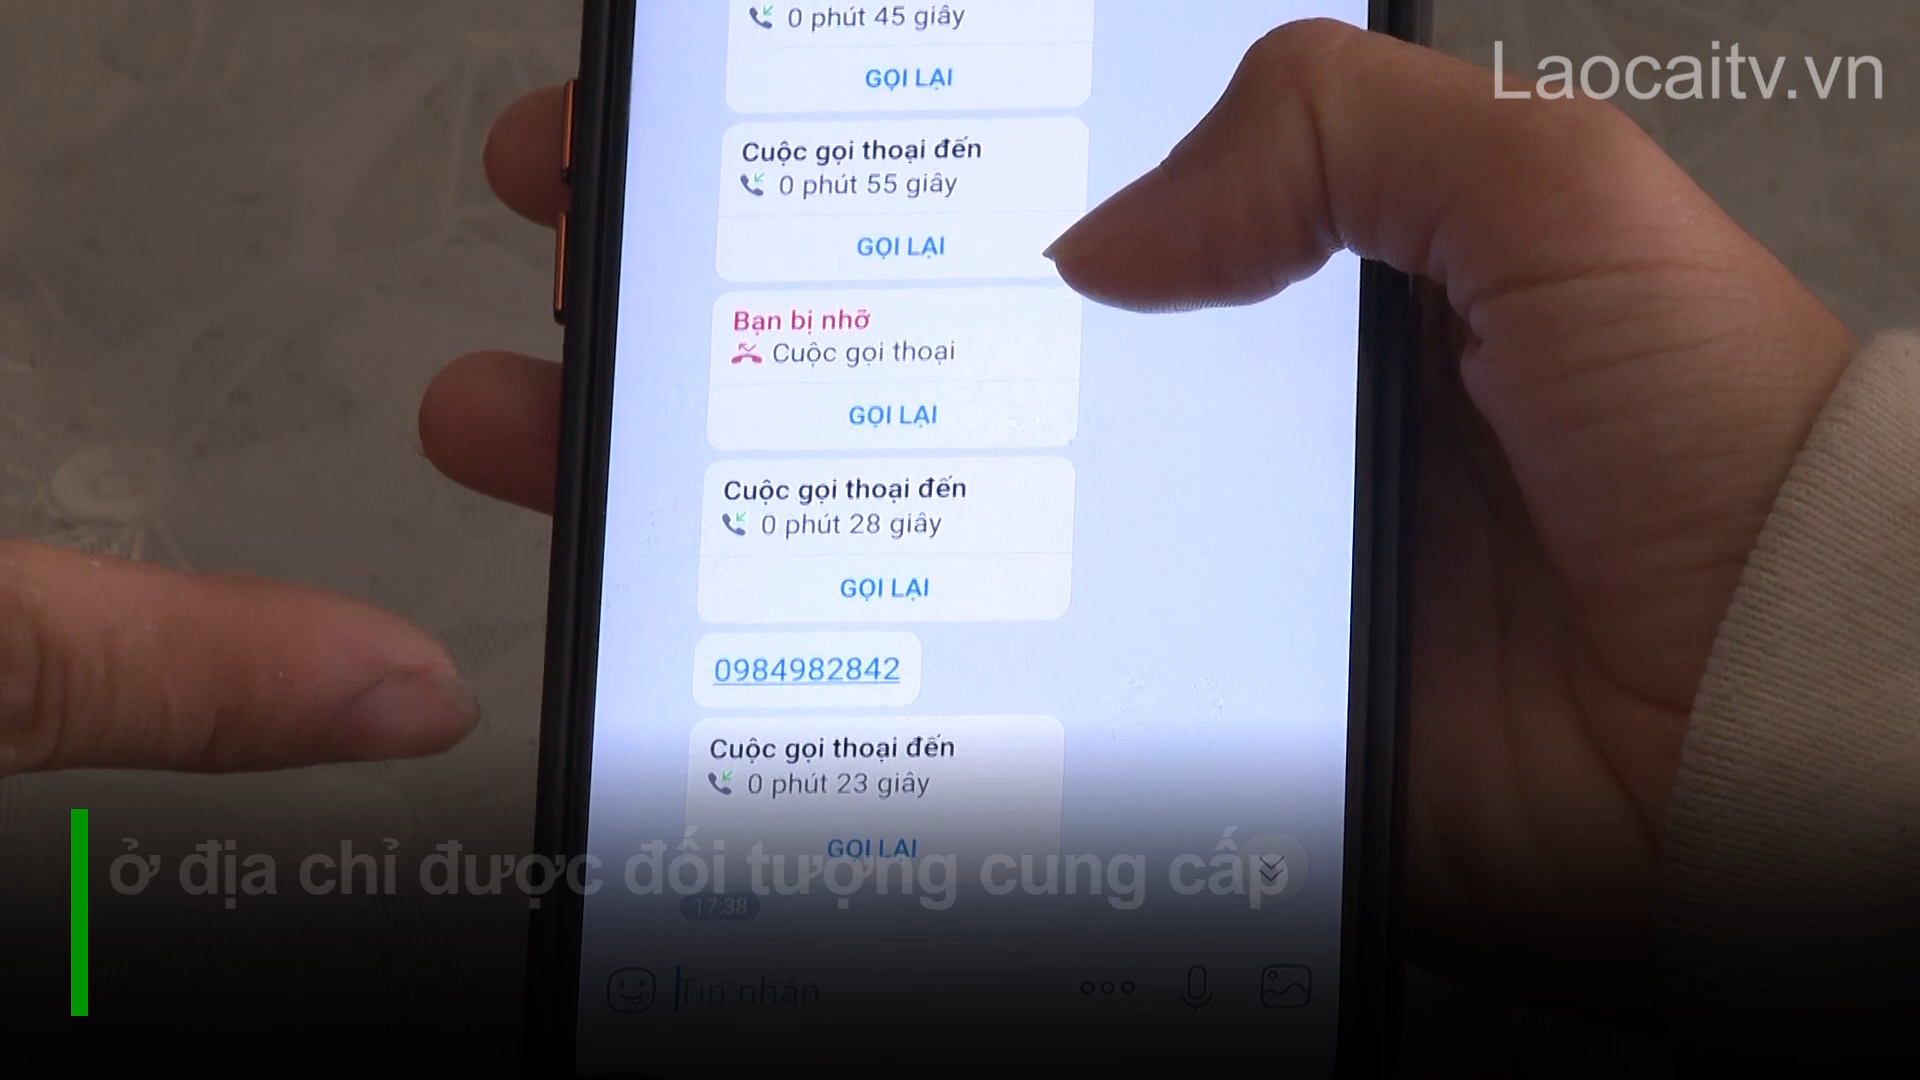 Laocaitv.vn
0 phút 45 giây
GỌI LẠI
Cuộc gọi thoại đến
0 phút 55 giây
GỌI LẠI
Bạn bị nhỡ
Cuộc gọi thoại
GỌI LẠI
Cuộc gọi thoại đến
0 phút 28 giây
GỌI LẠI
0984982842
Cuộc gọi thoại đến
0 phút 23 giây
GỌI LẠI
ở địa chỉ được đối tượng cung cấp
17:38
Tin nhắn